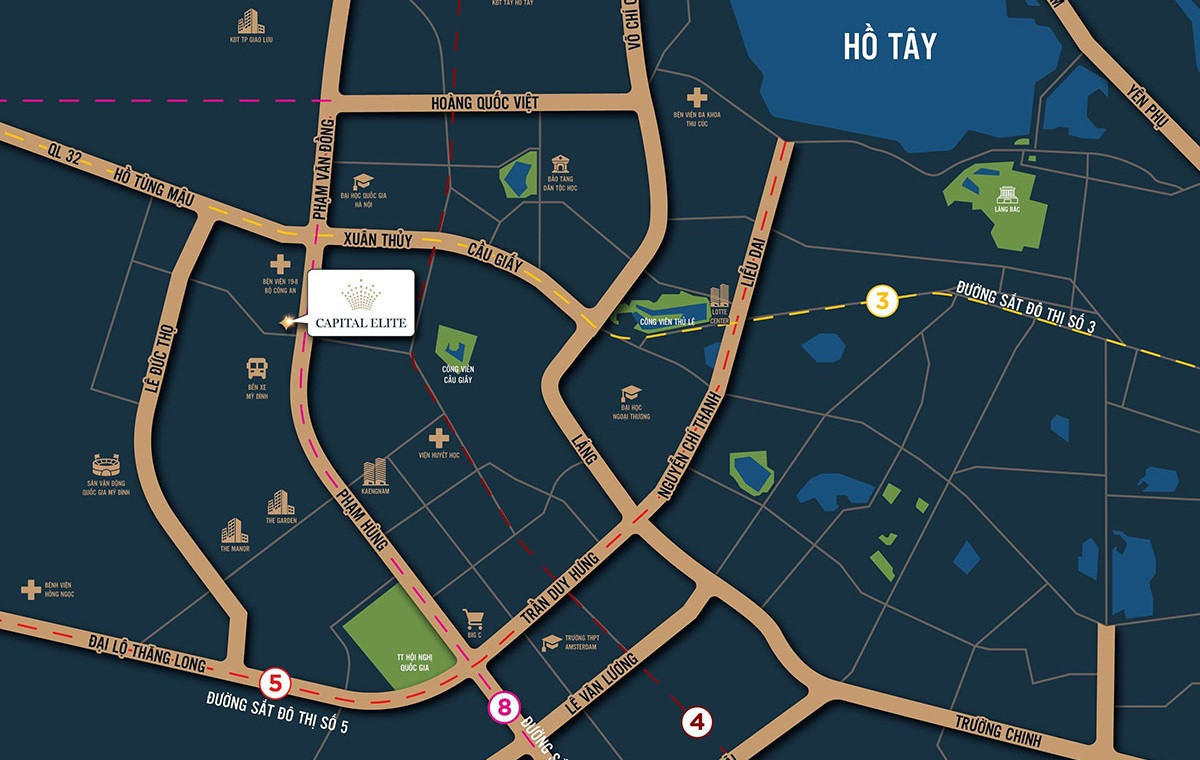 KĐT TÂY HỒ TÂY
KĐT TP GIAO LƯU
VÕ CHÍ C
HỒ TÂY
YÊN PHỤ
HOÀNG QUỐC VIỆT
BỆN VIỆN ĐA KHOA
THU CÚC
QL 32
HỒ TÙNG MẬU
PHẠM VĂN ĐỒNG
ĐẠI HỌC QUỐC GIA
HÀ NỘI
BẢO TÀNG
DÂN TỘC HỌC
LĂNG BÁC
XUÂN THỦY
CẦU GIẤY
LIỄU DAI
BỆN VIỆN 19-8
BỘ CÔNG AN
CAPITAL ELITE
CÔNG VIÊN THỦ LỆ
LOTTE
CENTER
3
ĐƯỜNG SẮT ĐÔ THỊ SỐ 3
LÊ ĐỨC THỌ
BẾN XE
MỸ ĐÌNH
CÔNG VIÊN
CẦU GIẤY
ĐẠI HỌC
NGOẠI THƯƠNG
NGUYỄN CHÍ THANH
LÁNG
VIỆN HUYẾT HỌC
SÂN VẬN ĐỘNG
QUỐC GIA MỸ ĐÌNH
KAENGNAM
THE GARDEN
PHẠM HÙNG
THE MANOR
BỆNH VIỆN
HỒNG NGỌC
TRẦN DUY HƯNG
BIG C
TRƯỜNG THPT
AMSTERDAM
ĐẠI LỘ THĂNG LONG
TT HỘI NGHỊ
QUỐC GIA
5
ĐƯỜNG SẮT ĐÔ THỊ SỐ 5
8
ĐƯỜNG S
LÊ VĂN LƯƠNG
4
TRƯỜNG CHINH